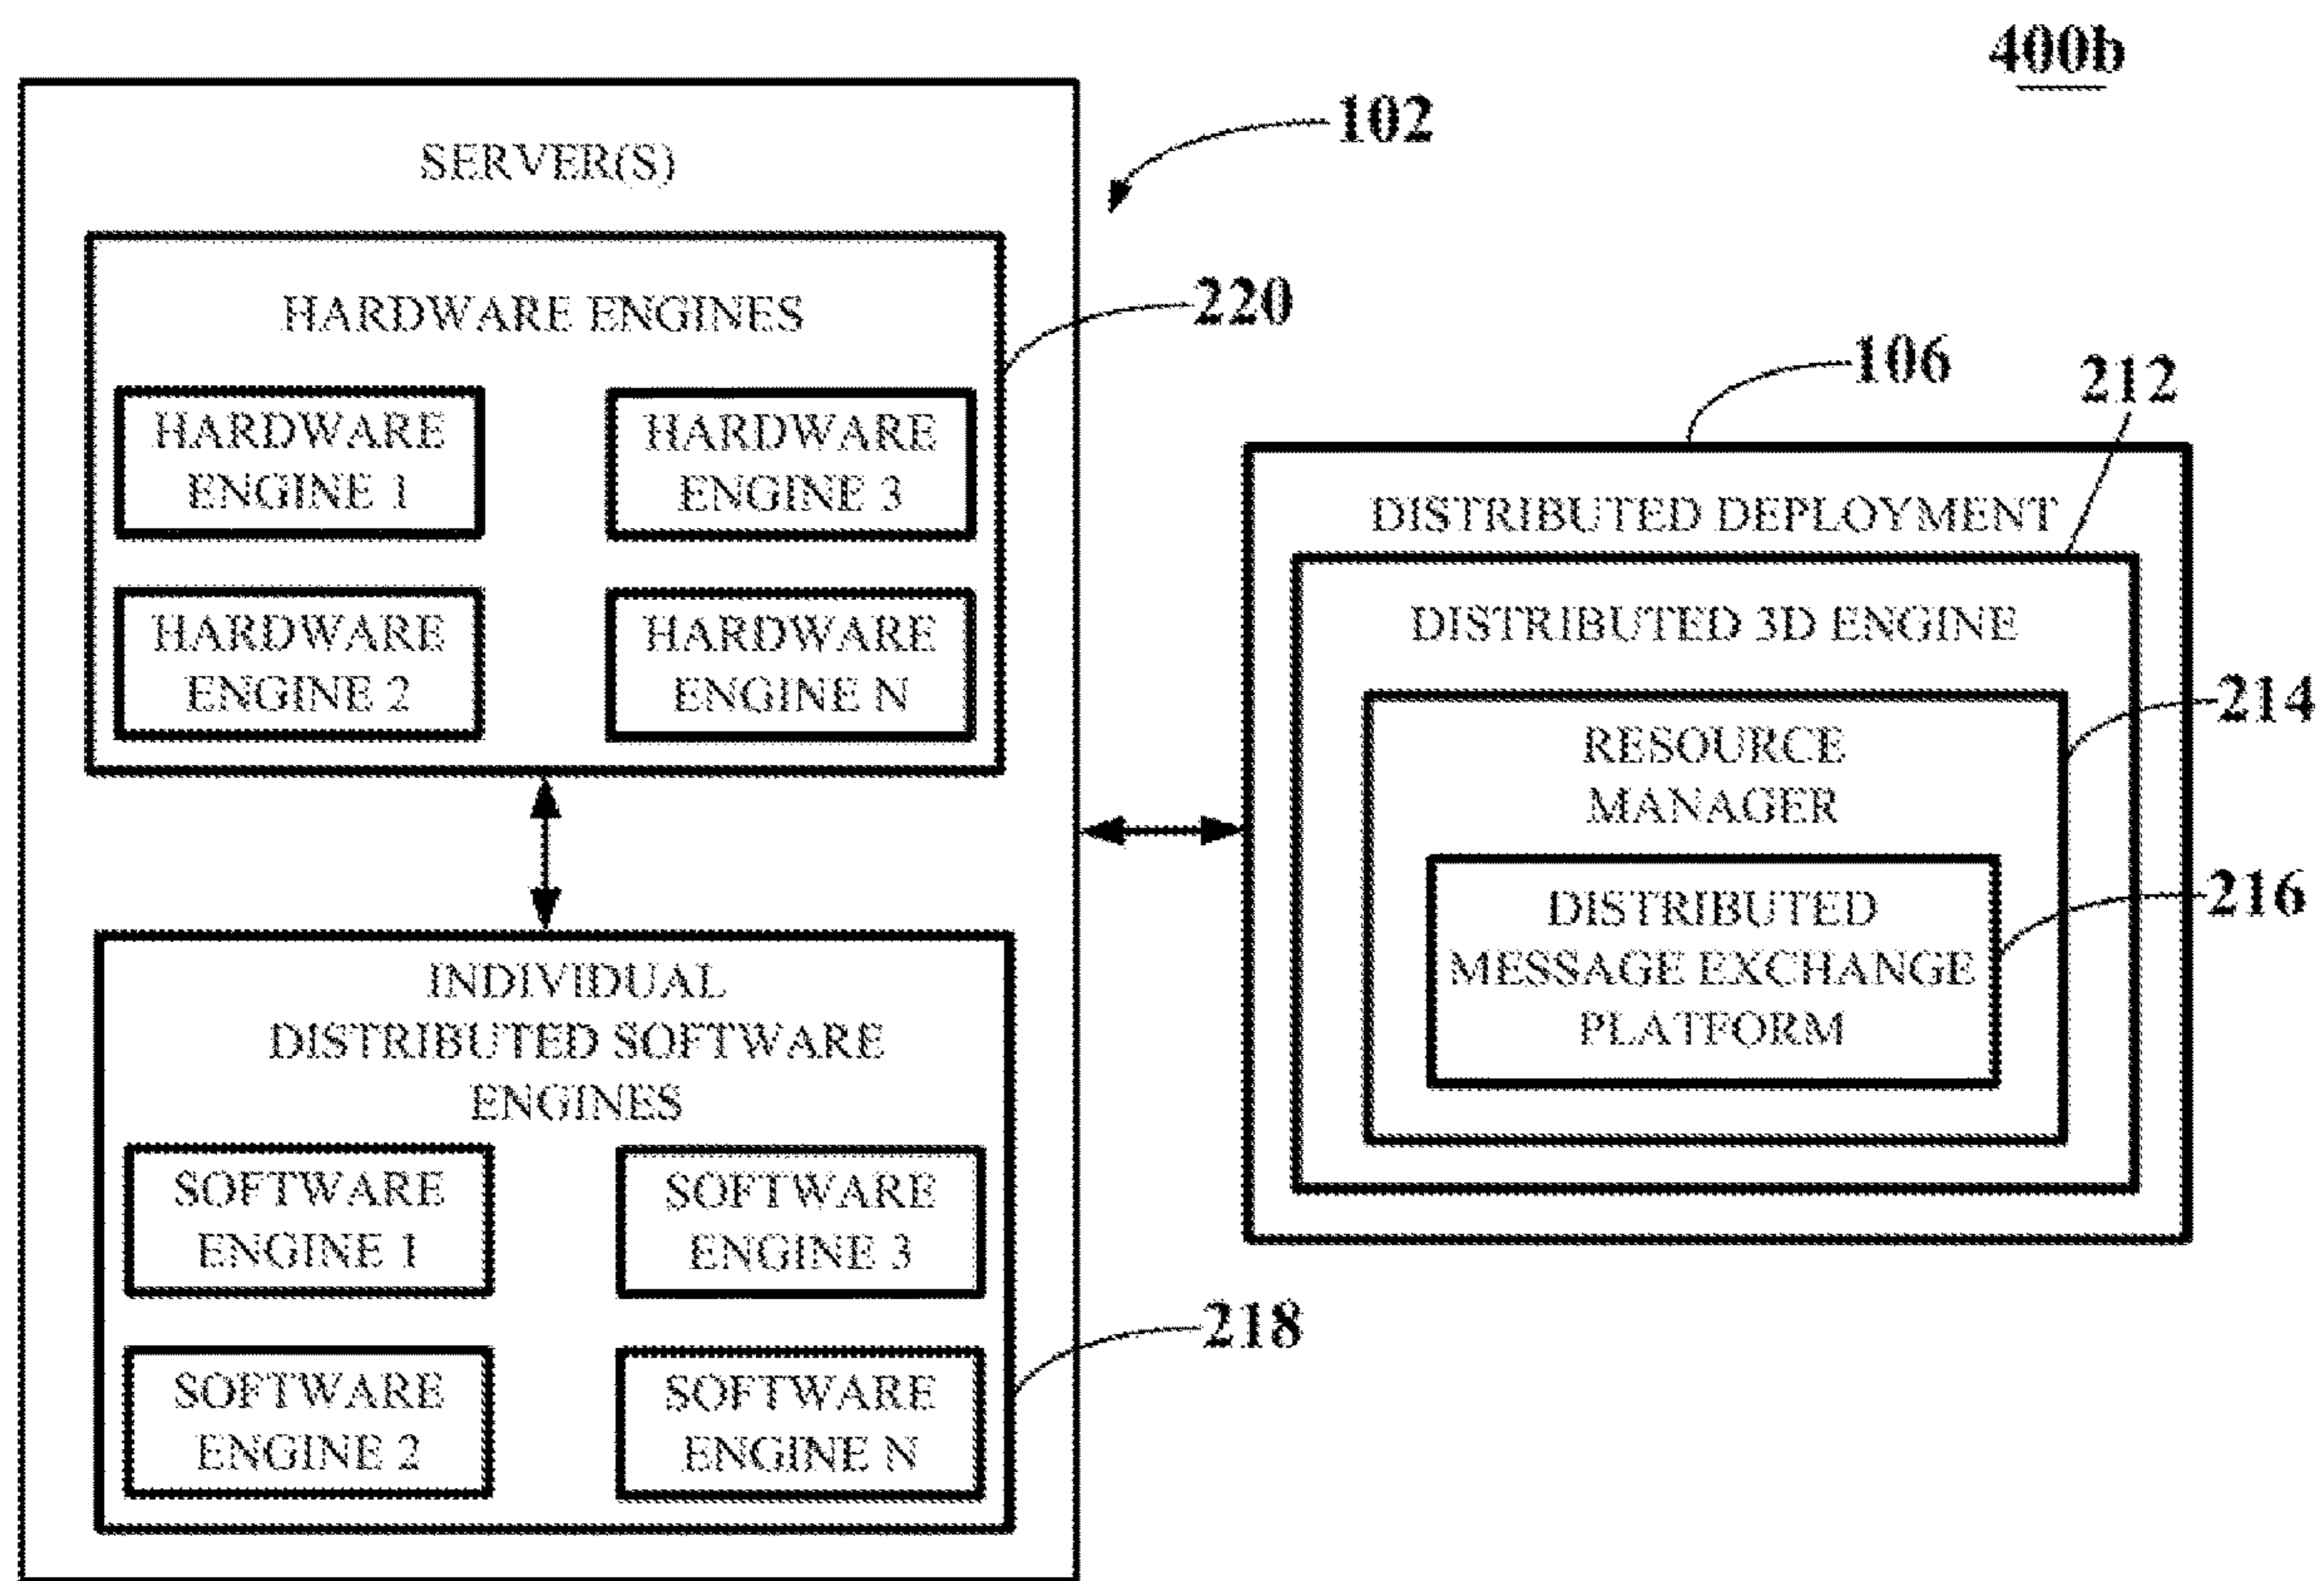 400b
102
SERVER(S)
220
HARDWARE ENGINES
HARDWARE
ENGINE 1
HARDWARE
ENGINE 3
HARDWARE
ENGINE 2
HARDWARE
ENGINE N
INDIVIDUAL
DISTRIBUTED SOFTWARE
ENGINES
SOFTWARE
ENGINE 1
SOFTWARE
ENGINE 3
SOFTWARE
ENGINE 2
SOFTWARE
ENGINE N
218
106
212
DISTRIBUTED DEPLOYMENT
DISTRIBUTED 3D ENGINE
214
RESOURCE
MANAGER
216
DISTRIBUTED
MESSAGE EXCHANGE
PLATFORM